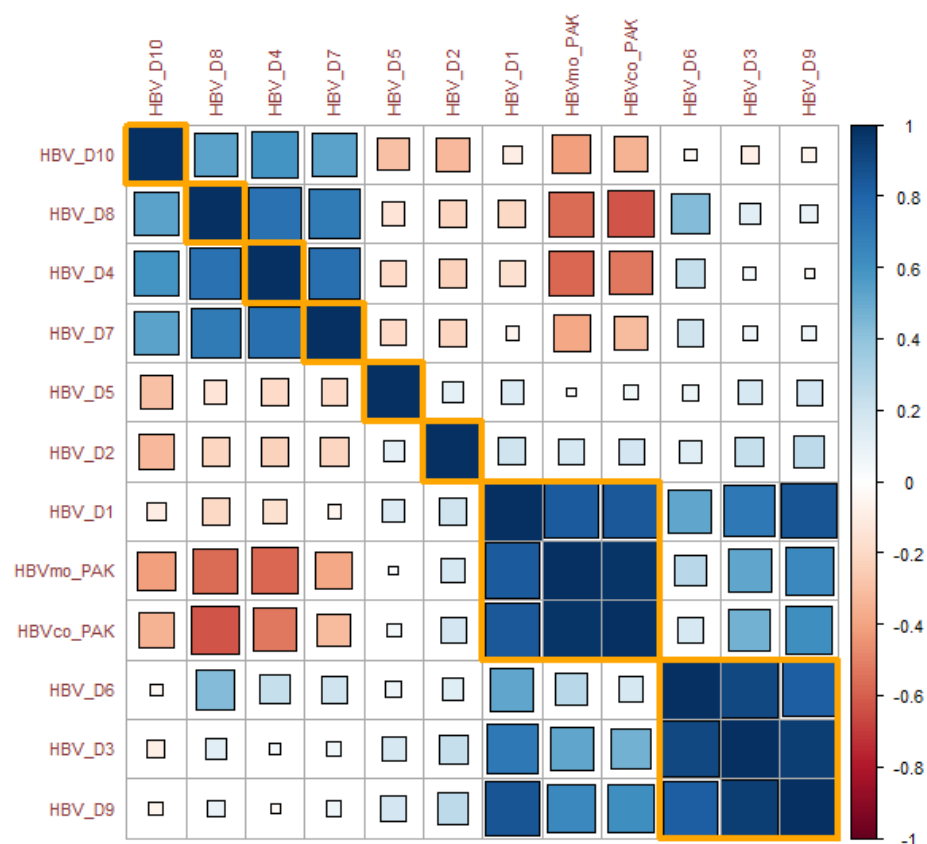 HBV_D10
HBV_D8
HBV_D4
HBV_D7
HBV_D5
HBV_D2
HBV_D1
HBVmo_PAK
HBVco_PAK
HBV_D6
HBV_D3
HBV_D9
HBV_D10
HBV_D8
HBV_D4
HBV_D7
HBV_D5
HBV_D2
HBV_D1
HBVmo_PAK
HBVco_PAK
HBV_D6
HBV_D3
HBV_D9
1
0.8
0.6
0.4
0.2
0
-0.2
-0.4
-0.6
-0.8
-1